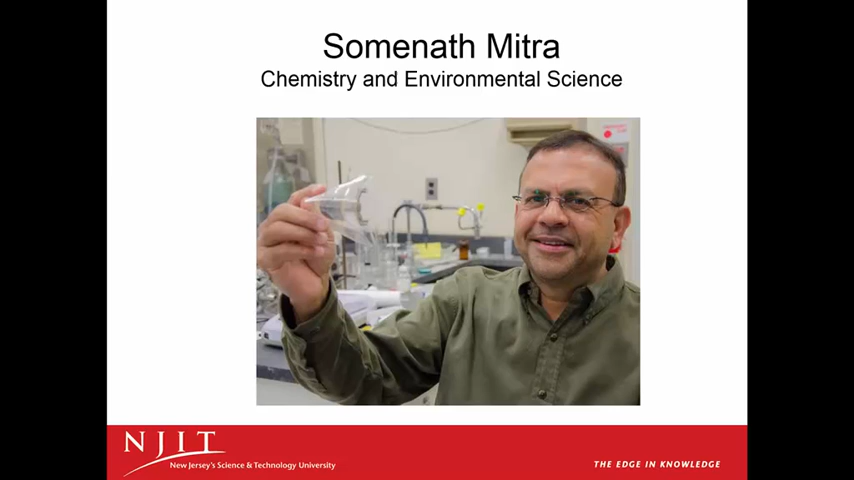 Somenath Mitra
Chemistry and Environmental Science
NJIT
New Jersey's Science & Technology University
THE EDGE IN KNOWLEDGE